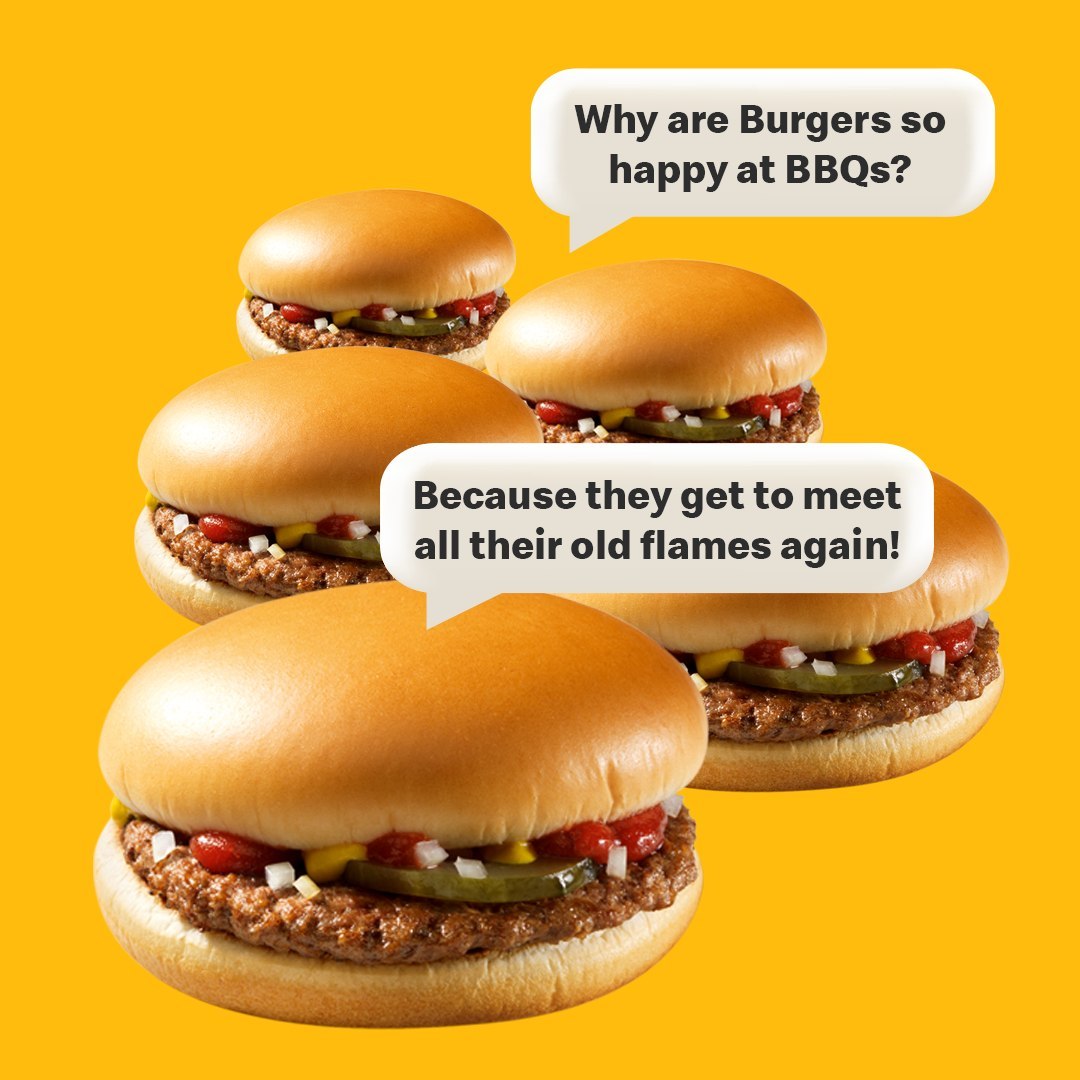 Why are Burgers so
happy at BBQs?
Because they get to meet
all their old flames again!